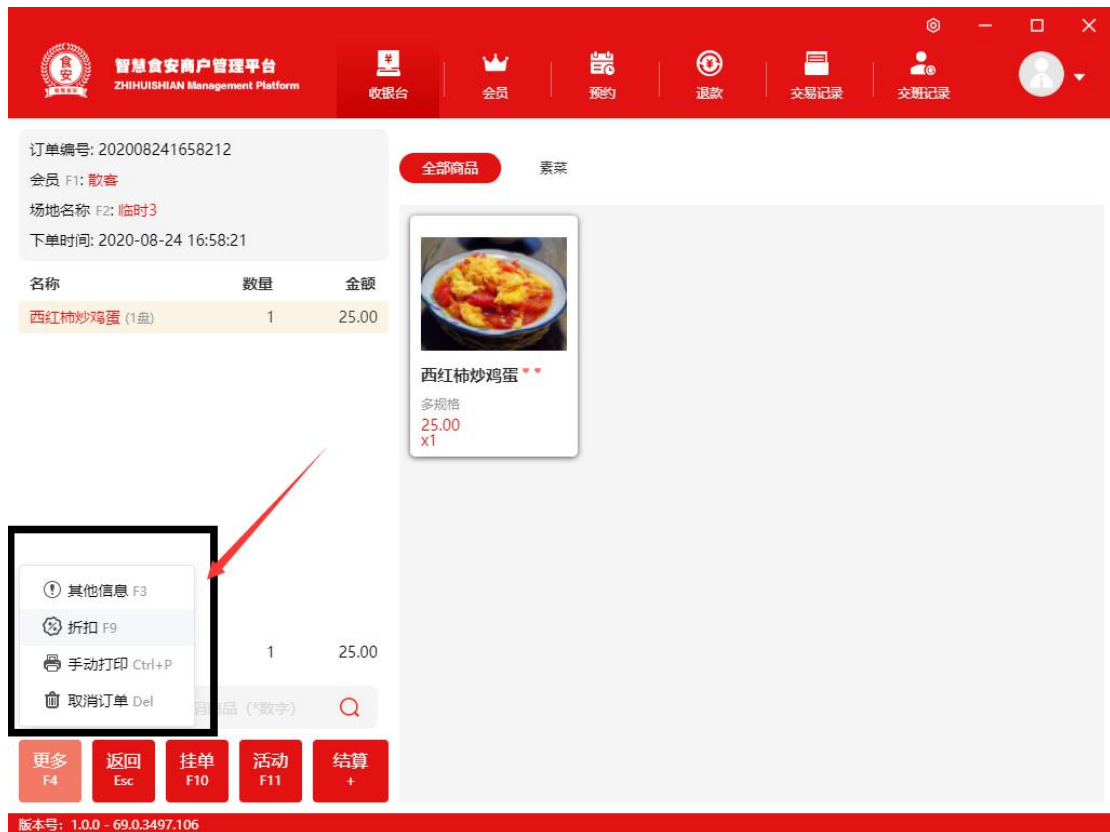 食安
智慧食安商户管理平台
ZHIHUISHIAN Management Platform
收银台
会员
预约
退款
交易记录
交班记录
订单编号: 202008241658212
会员 F1: 散客
场地名称 F2: 临时3
下单时间: 2020-08-24 16:58:21
名称 数量 金额
西红柿炒鸡蛋 (1盘) 1 25.00
全部商品 素菜
西红柿炒鸡蛋
多规格
25.00
x1
其他信息 F3
折扣 F9
手动打印 Ctrl+P
取消订单 Del
1 25.00
商品 (*数字)
更多 F4
返回 Esc
挂单 F10
活动 F11
结算 +
版本号: 1.0.0 - 69.0.3497.106